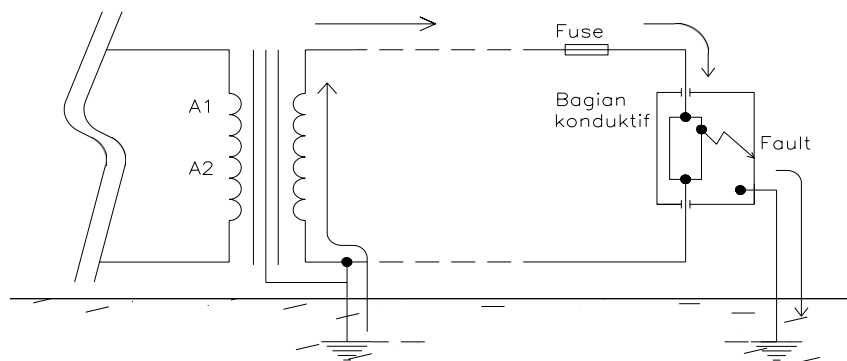 Fuse
Bagian
konduktif
A1
Fault
A2